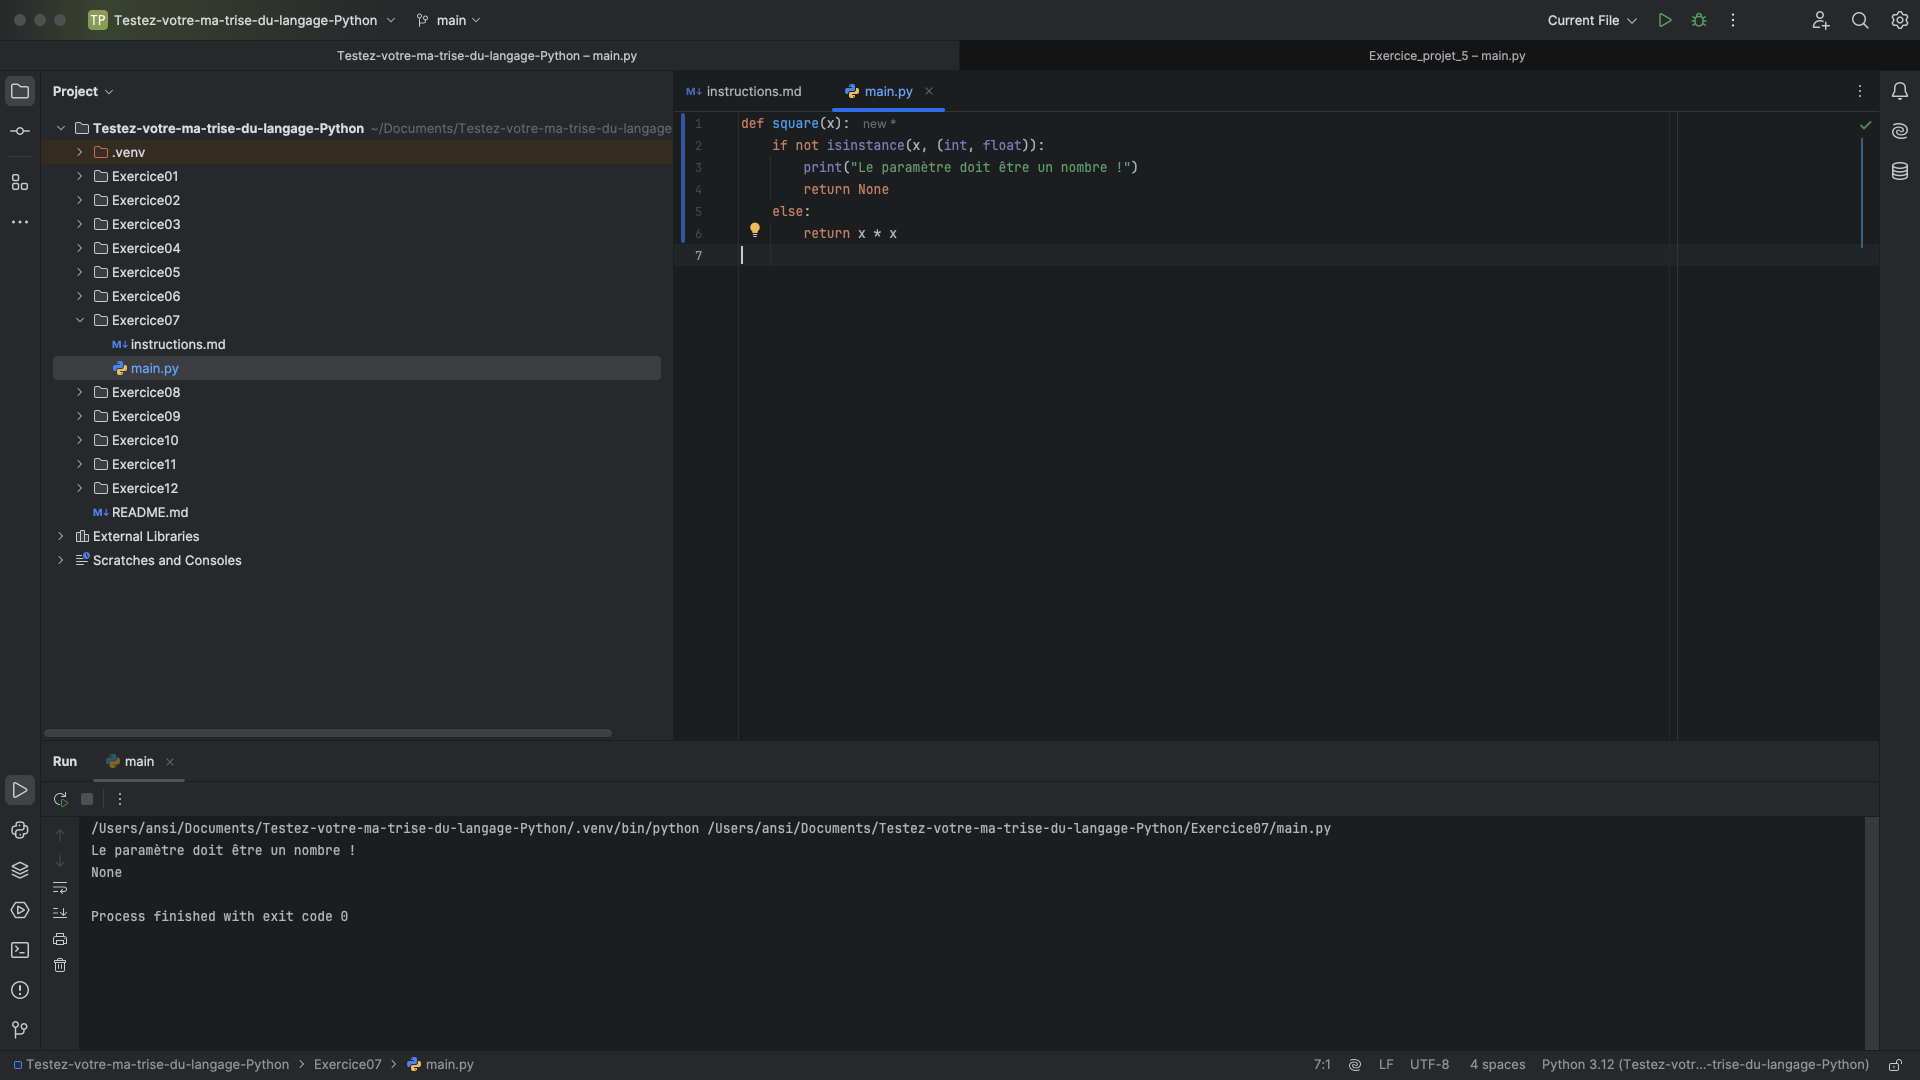 TP Testez-votre-ma-trise-du-langage-Python main Current File
Testez-votre-ma-trise-du-langage-Python – main.py Exercice_projet_5 – main.py
Project
Testez-votre-ma-trise-du-langage-Python ~/Documents/Testez-votre-ma-trise-du-langage
.venv
Exercice01
Exercice02
Exercice03
Exercice04
Exercice05
Exercice06
Exercice07
M↓ instructions.md
main.py
Exercice08
Exercice09
Exercice10
Exercice11
Exercice12
M↓ README.md
External Libraries
Scratches and Consoles
M↓ instructions.md main.py
1 def square(x): new *
2 if not isinstance(x, (int, float)):
3 print("Le paramètre doit être un nombre !")
4 return None
5 else:
6 return x * x
7
Run main
/Users/ansi/Documents/Testez-votre-ma-trise-du-langage-Python/.venv/bin/python /Users/ansi/Documents/Testez-votre-ma-trise-du-langage-Python/Exercice07/main.py
Le paramètre doit être un nombre !
None
Process finished with exit code 0
Testez-votre-ma-trise-du-langage-Python Exercice07 main.py 7:1 LF UTF-8 4 spaces Python 3.12 (Testez-votr...-trise-du-langage-Python)